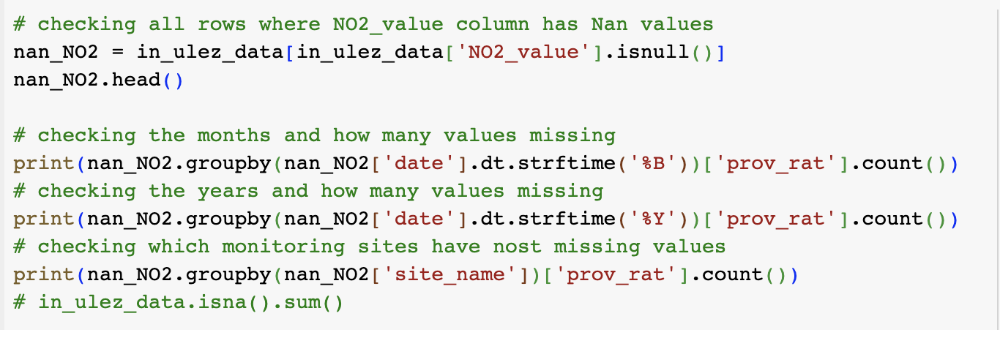 # checking all rows where NO2_value column has Nan values
nan_NO2 = in_ulez_data[in_ulez_data['NO2_value'].isnull()]
nan_NO2.head()
# checking the months and how many values missing
print(nan_NO2.groupby(nan_NO2['date'].dt.strftime('%B'))['prov_rat'].count())
# checking the years and how many values missing
print(nan_NO2.groupby(nan_NO2['date'].dt.strftime('%Y'))['prov_rat'].count())
# checking which monitoring sites have nost missing values
print(nan_NO2.groupby(nan_NO2['site_name'])['prov_rat'].count())
# in_ulez_data.isna().sum()